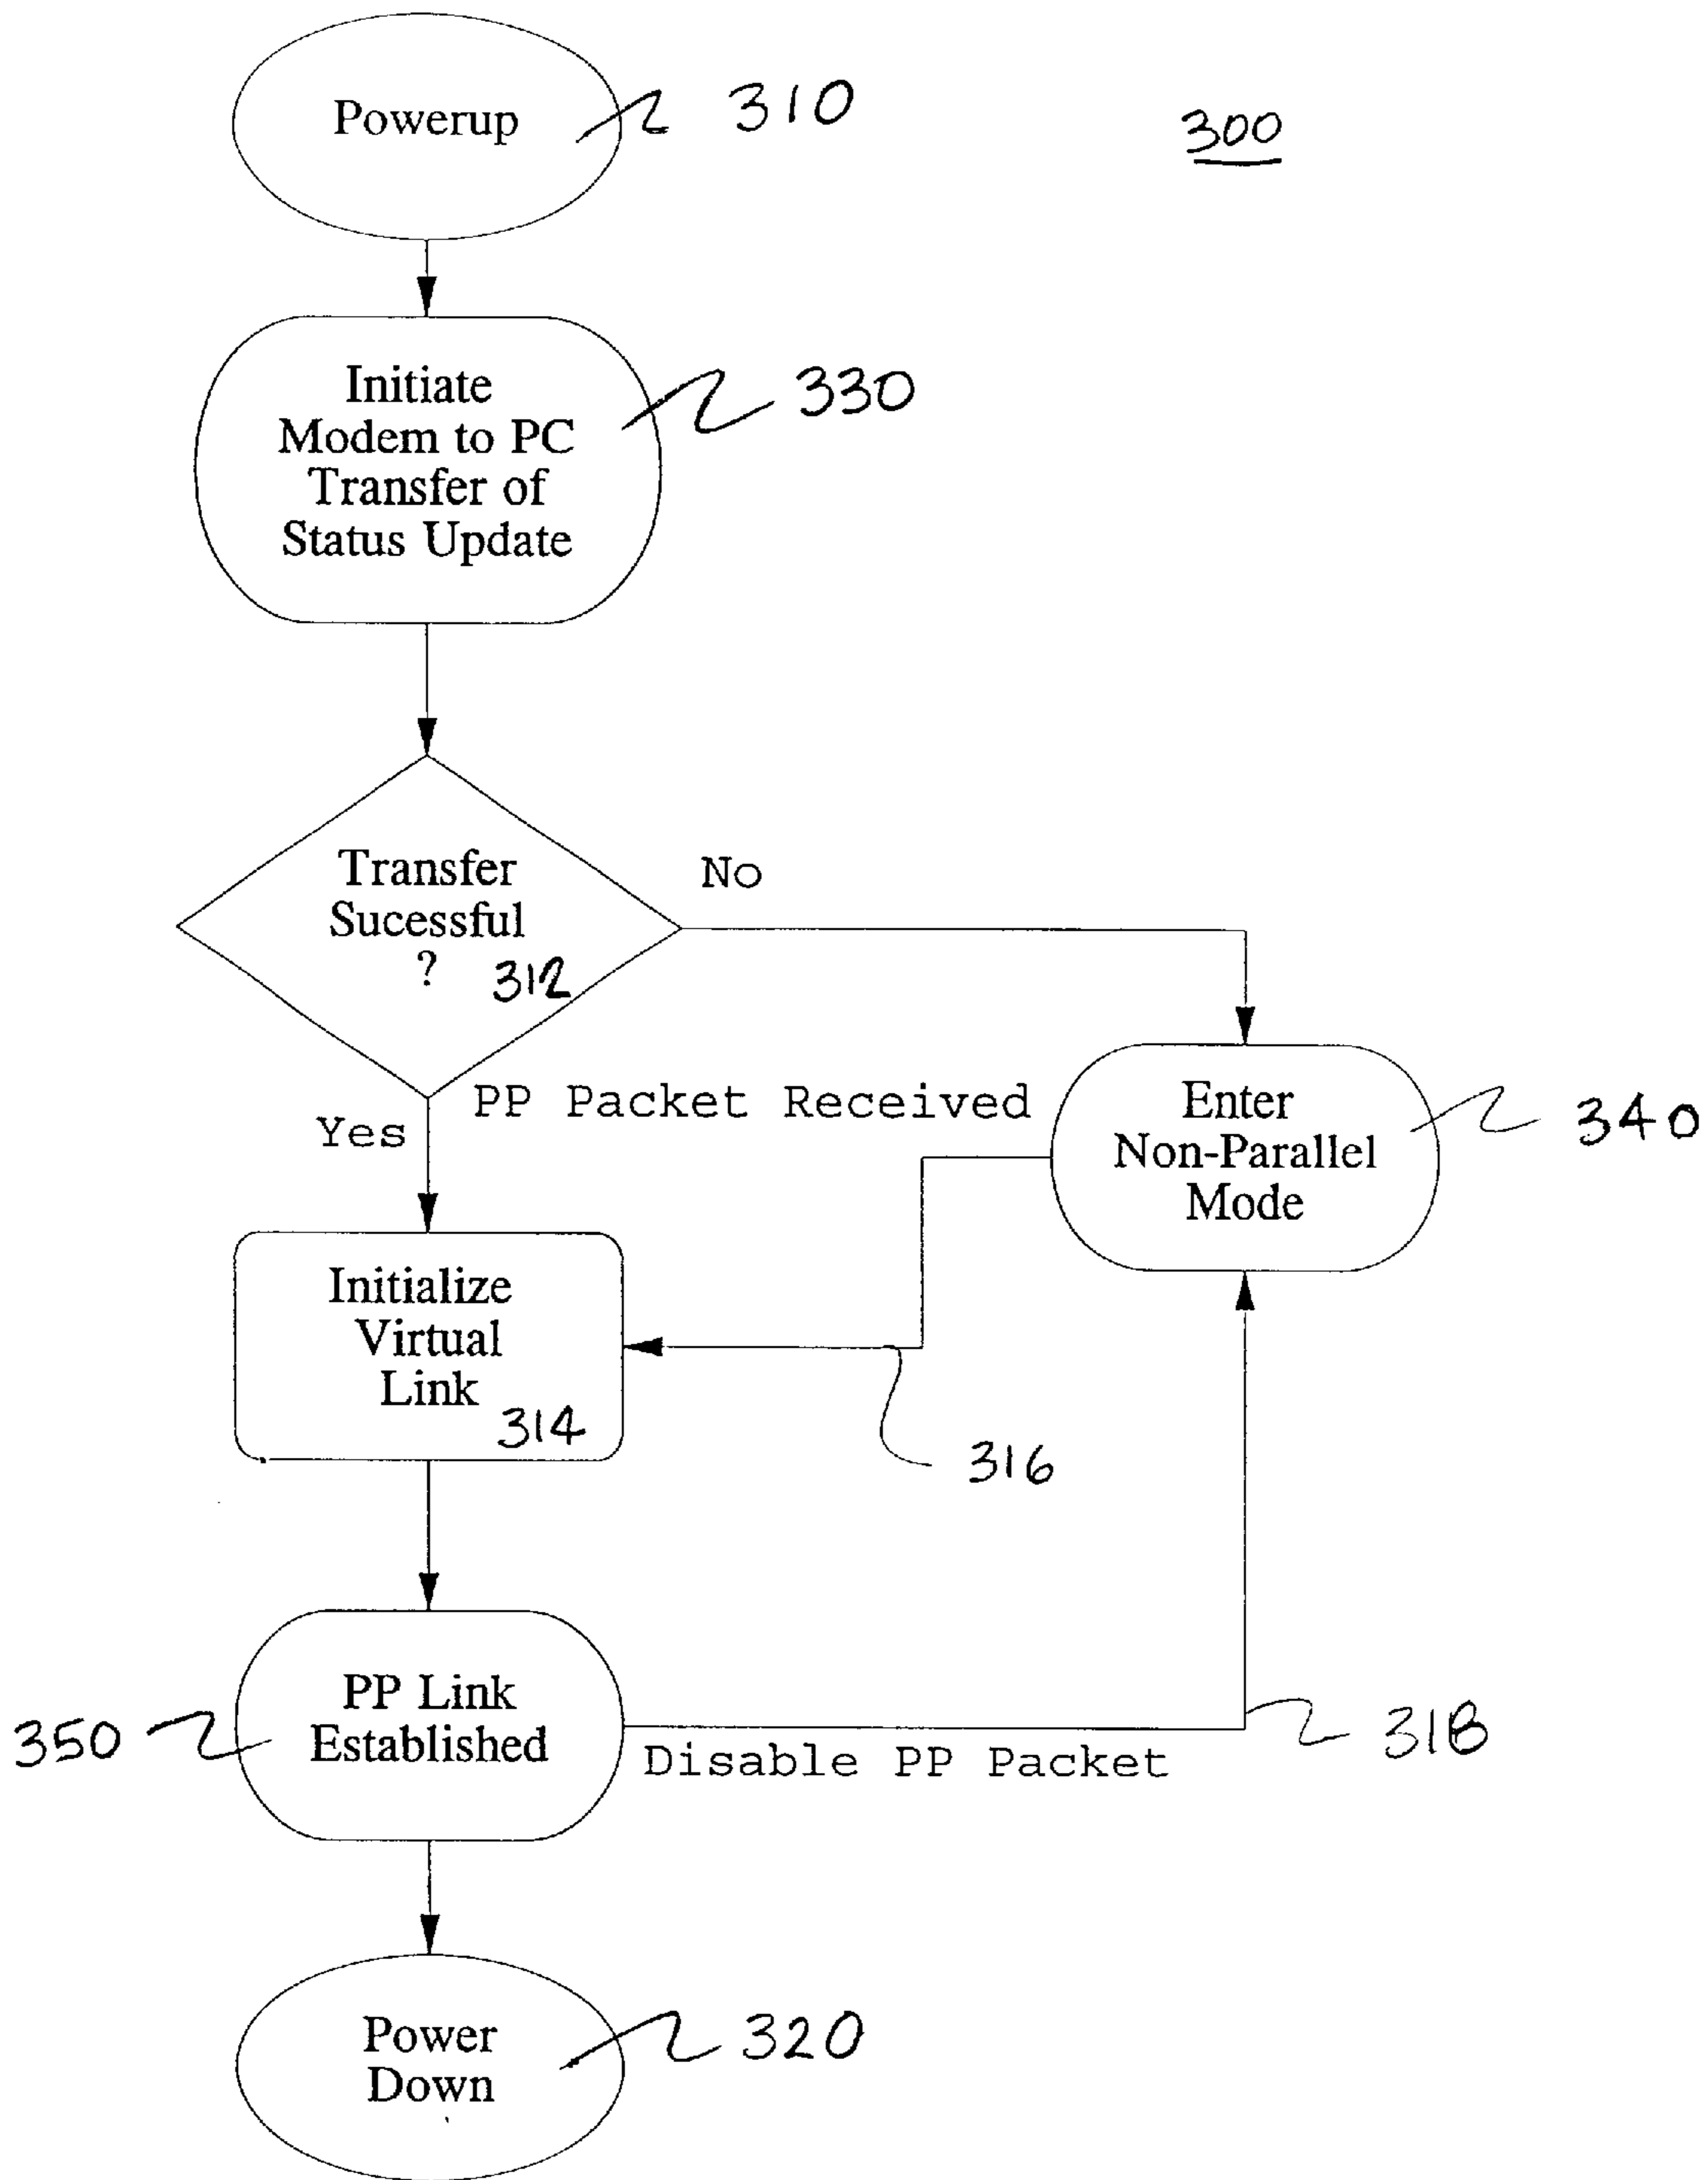 Powerup
310
300
Initiate
Modem to PC
Transfer of
Status Update
330
Transfer
Sucessful
?
312
No
Yes
PP Packet Received
Enter
Non-Parallel
Mode
340
Initialize
Virtual
Link
314
316
PP Link
Established
350
Disable PP Packet
318
Power
Down
320